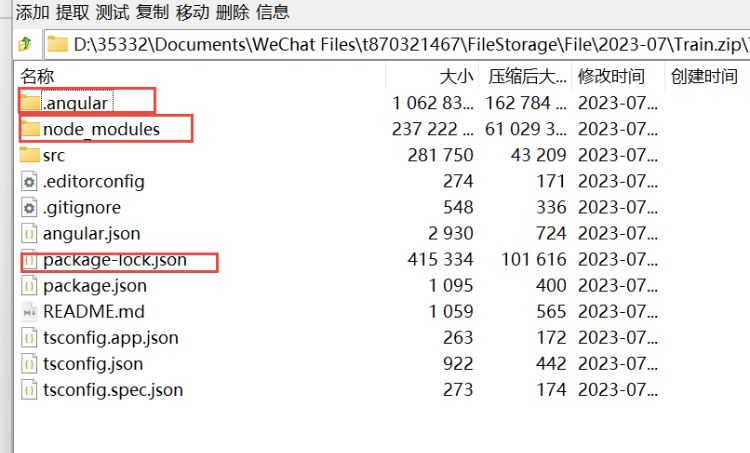 添加 提取 测试 复制 移动 删除 信息
D:\35332\Documents\WeChat Files\t870321467\FileStorage\File\2023-07\Train.zip\
名称 大小 压缩后大... 修改时间 创建时间
.angular 1 062 83... 162 784 ... 2023-07...
node_modules 237 222 ... 61 029 3... 2023-07...
src 281 750 43 209 2023-07...
.editorconfig 274 171 2023-07...
.gitignore 548 336 2023-07...
angular.json 2 930 724 2023-07...
package-lock.json 415 334 101 616 2023-07...
package.json 1 095 400 2023-07...
README.md 1 059 565 2023-07...
tsconfig.app.json 263 172 2023-07...
tsconfig.json 922 442 2023-07...
tsconfig.spec.json 273 174 2023-07...